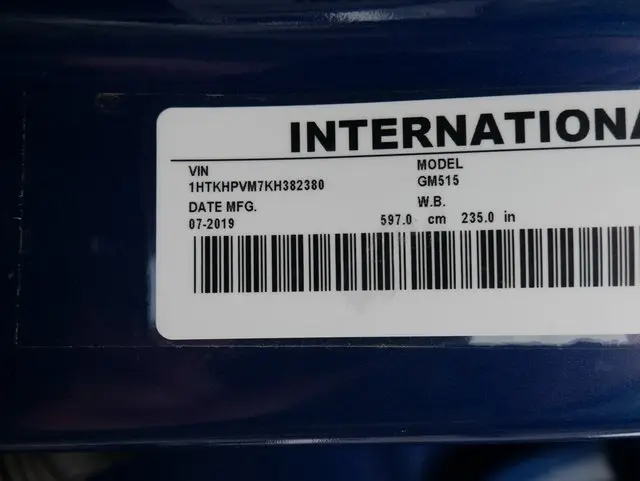 INTERNATIONA
VIN MODEL
1HTKHPVM7KH382380 GM515
DATE MFG. W.B.
07-2019 597.0 cm 235.0 in